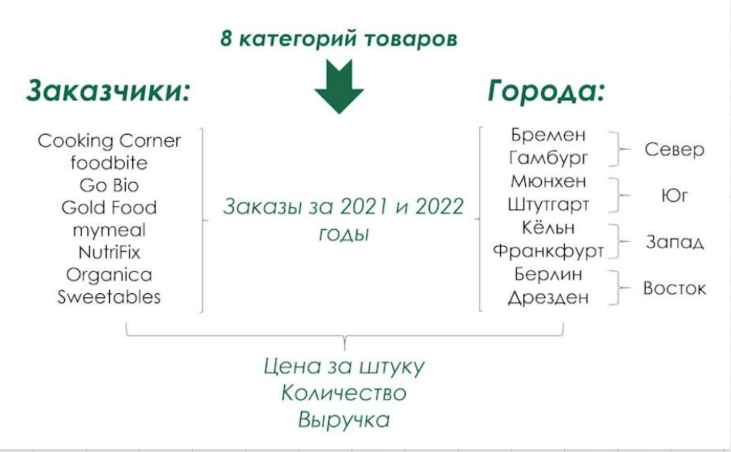 8 категорий товаров
Заказчики:
Cooking Corner
foodbite
Go Bio
Gold Food
mymeal
NutriFix
Organica
Sweetables
Заказы за 2021 и 2022
годы
Города:
Бремен
Гамбург
Север
Мюнхен
Штутгарт
Юг
Кёльн
Франкфурт
Запад
Берлин
Дрезден
Восток
Цена за штуку
Количество
Выручка